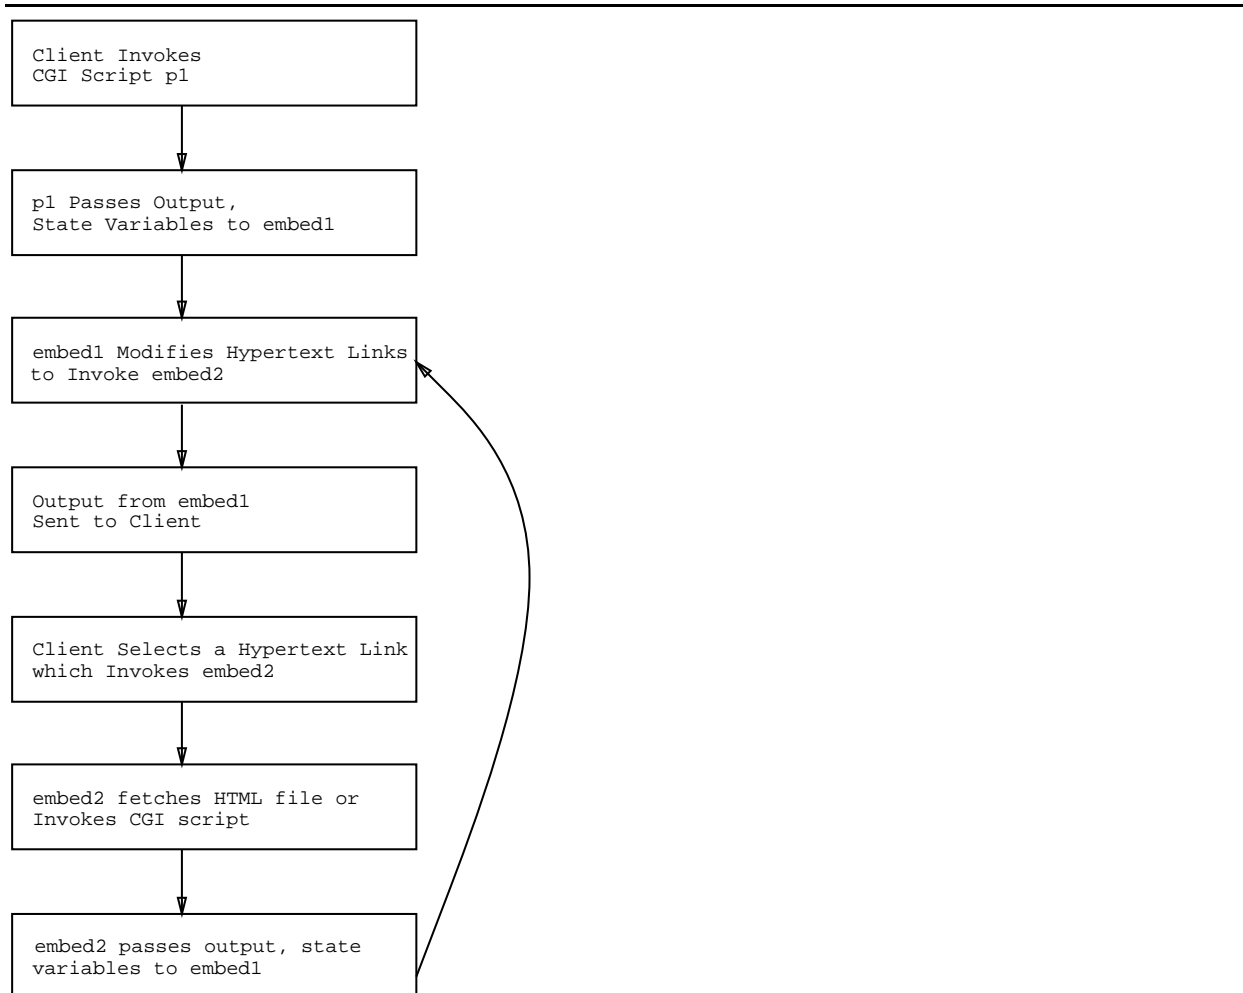 Client Invokes
CGI Script p1
p1 Passes Output,
State Variables to embed1
embed1 Modifies Hypertext Links
to Invoke embed2
Output from embed1
Sent to Client
Client Selects a Hypertext Link
which Invokes embed2
embed2 fetches HTML file or
Invokes CGI script
embed2 passes output, state
variables to embed1